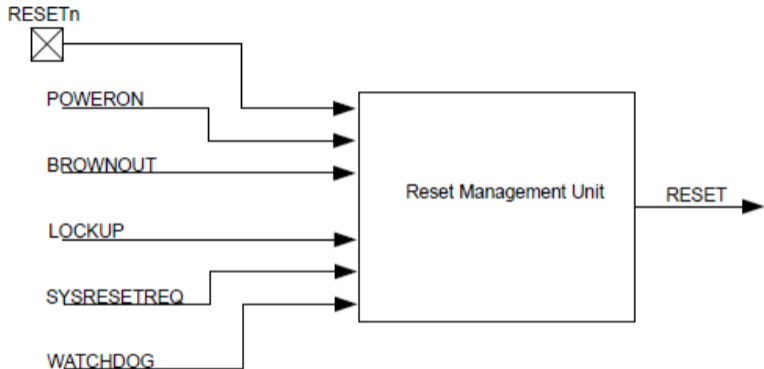 RESETn
POWERON
BROWNOUT
LOCKUP
SYSRESETREQ
WATCHDOG
Reset Management Unit
RESET